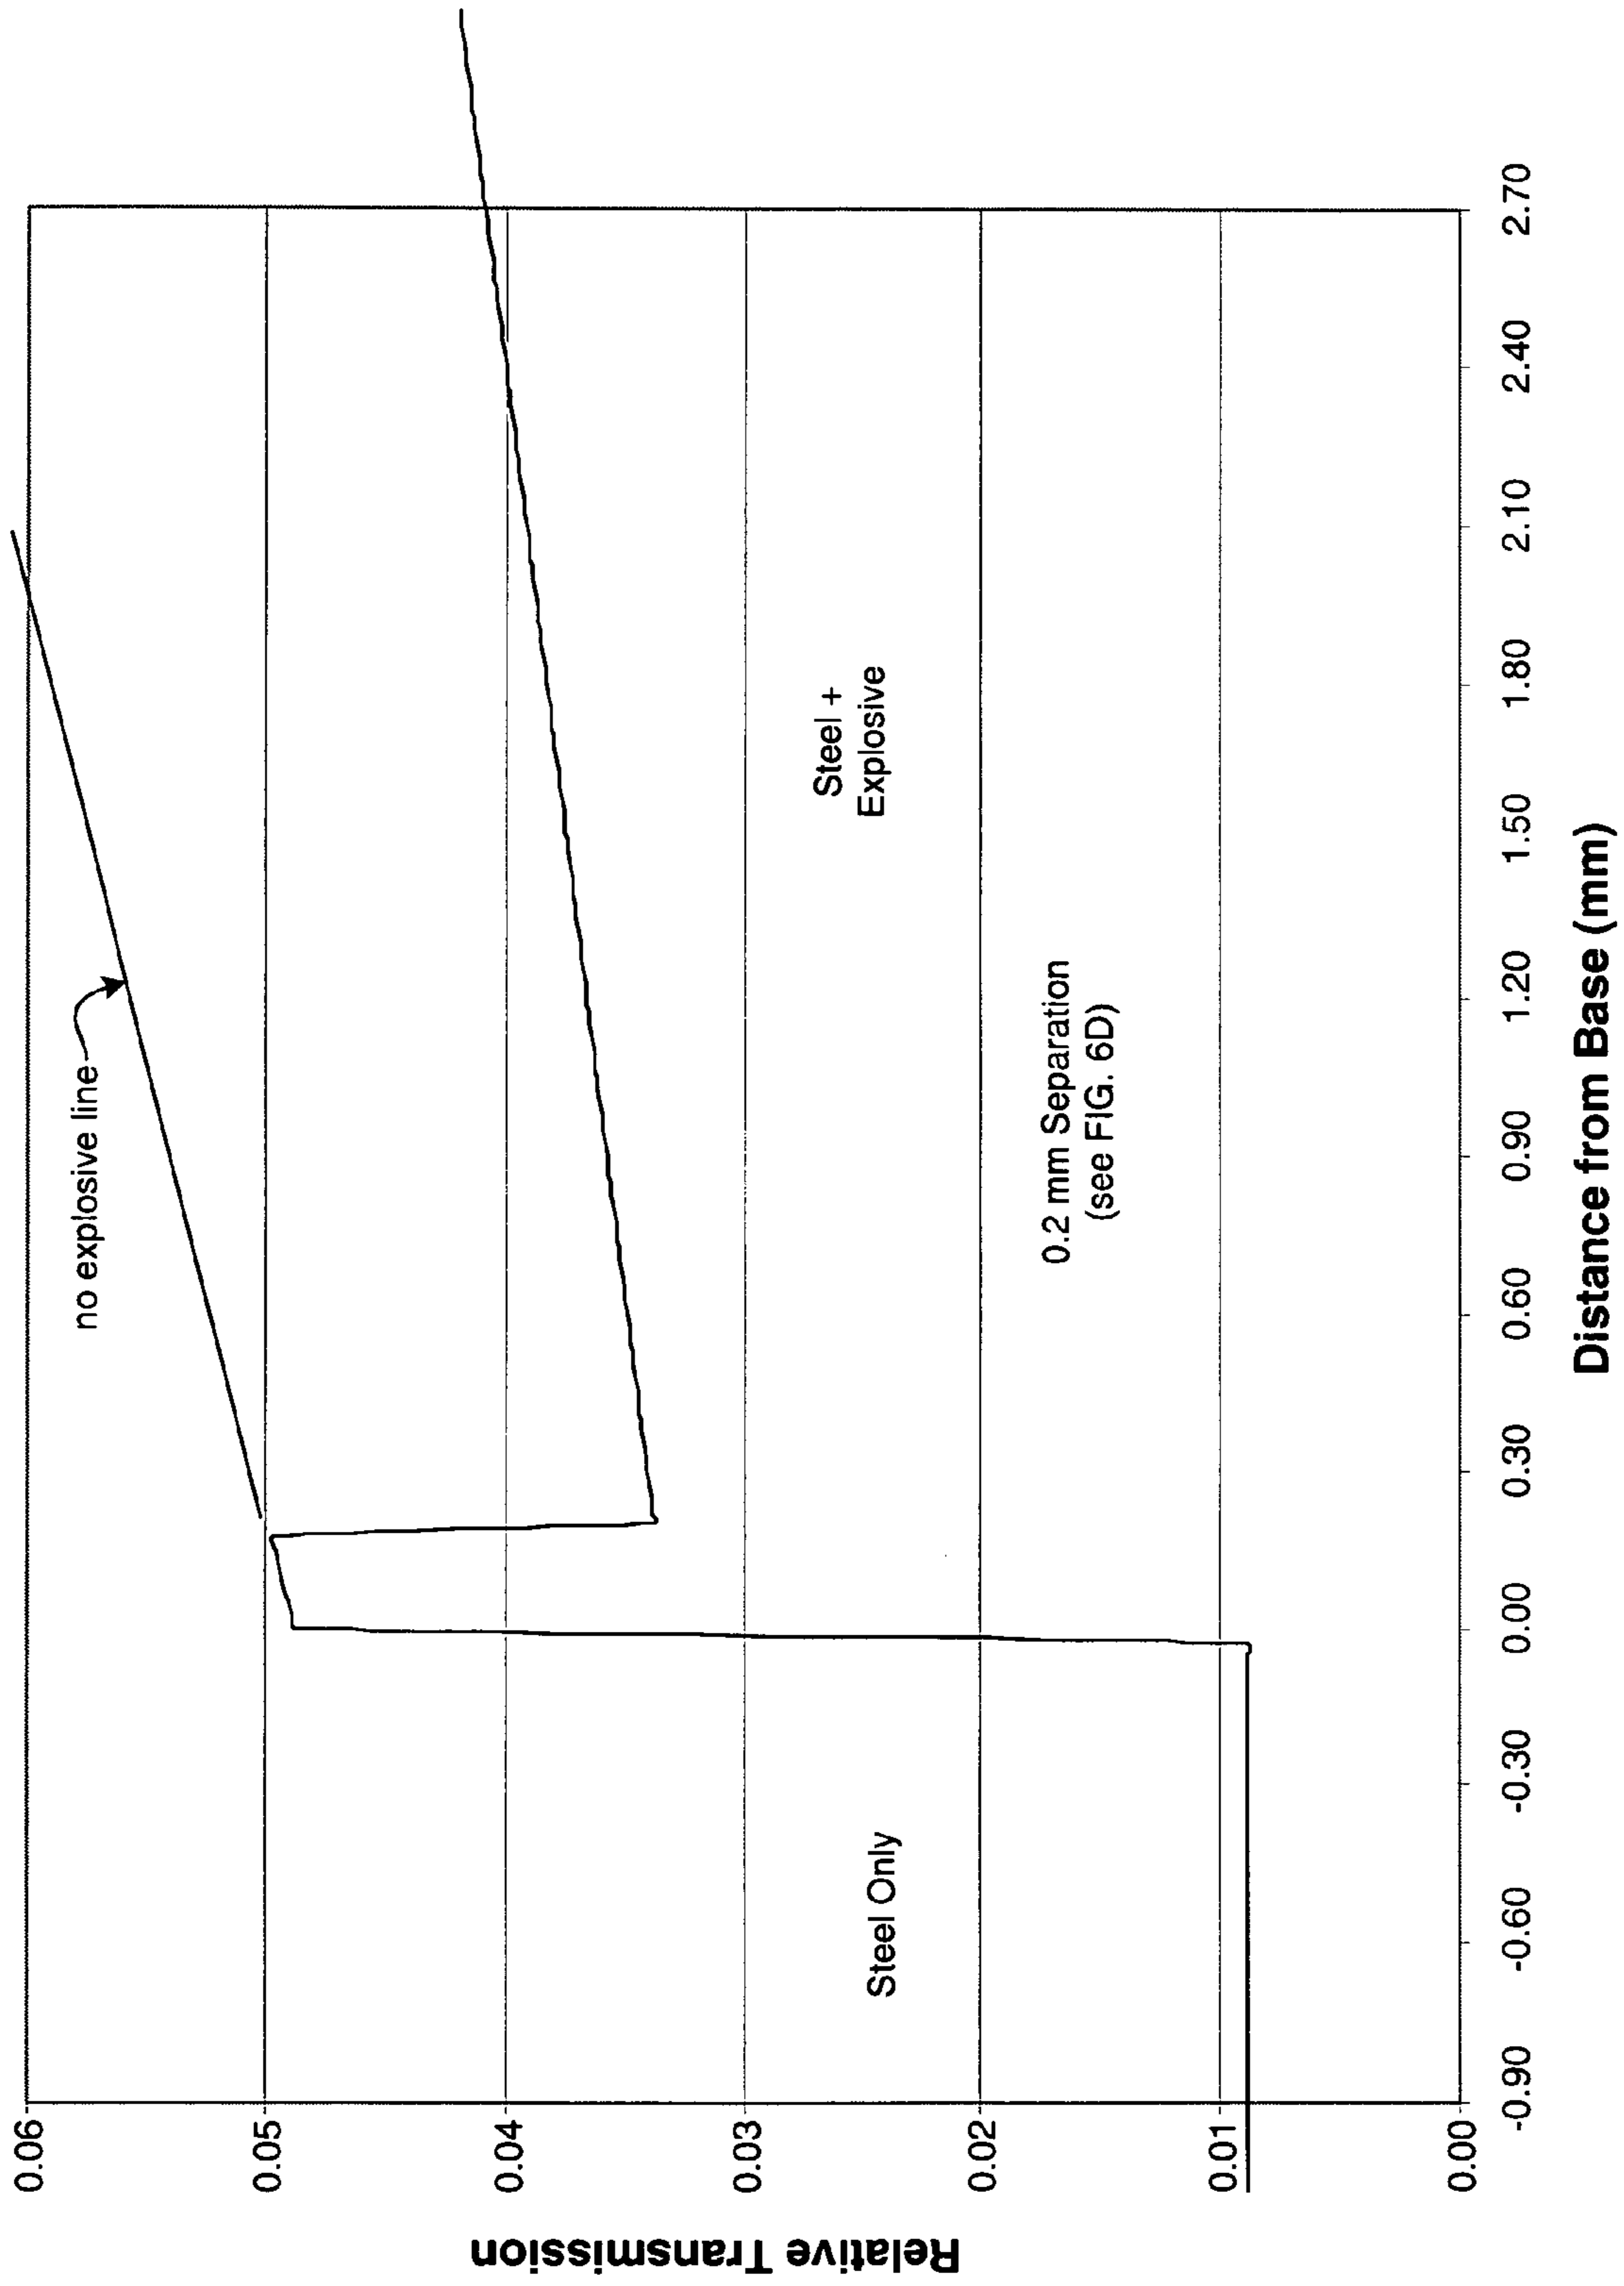 Relative Transmission
0.06
0.05
0.04
0.03
0.02
0.01
0.00
no explosive line
Steel Only
Steel +
Explosive
0.2 mm Separation
(see FIG. 6D)
-0.90
-0.60
-0.30
0.00
0.30
0.60
0.90
1.20
1.50
1.80
2.10
2.40
2.70
Distance from Base (mm)